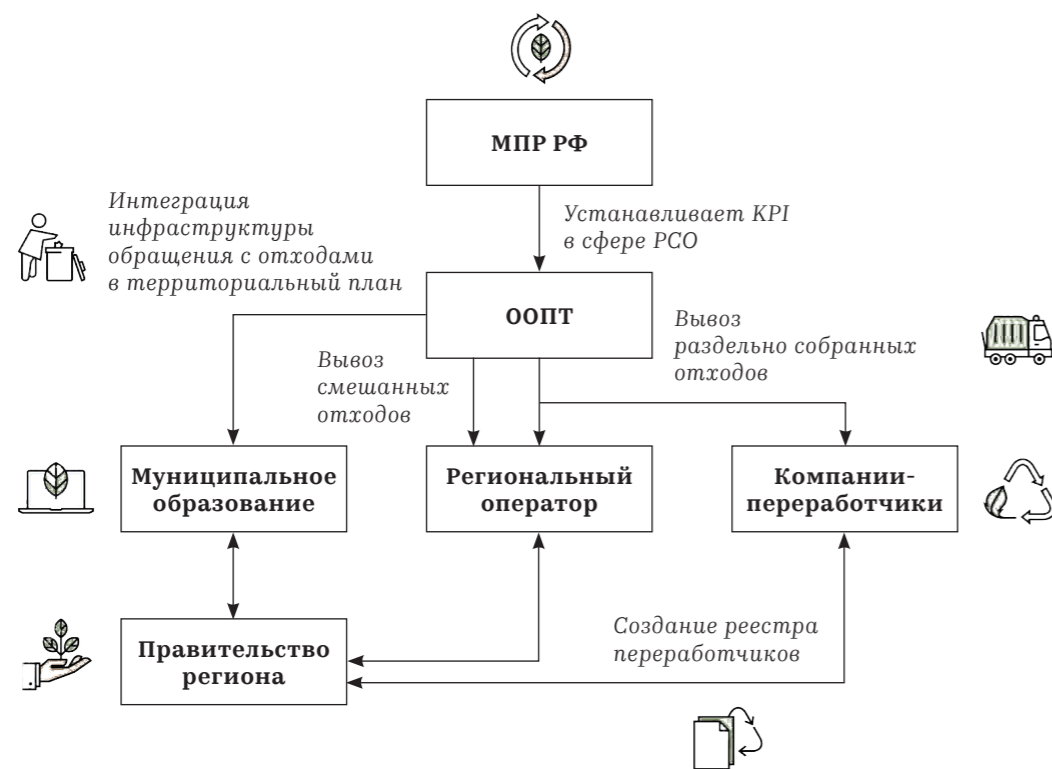 МПР РФ
Интеграция
инфраструктуры
обращения с отходами
в территориальный план
Устанавливает KPI
в сфере РСО
ООПТ
Вывоз
смешанных
отходов
Вывоз
раздельно собранных
отходов
Муниципальное
образование
Региональный
оператор
Компании-
переработчики
Правительство
региона
Создание реестра
переработчиков